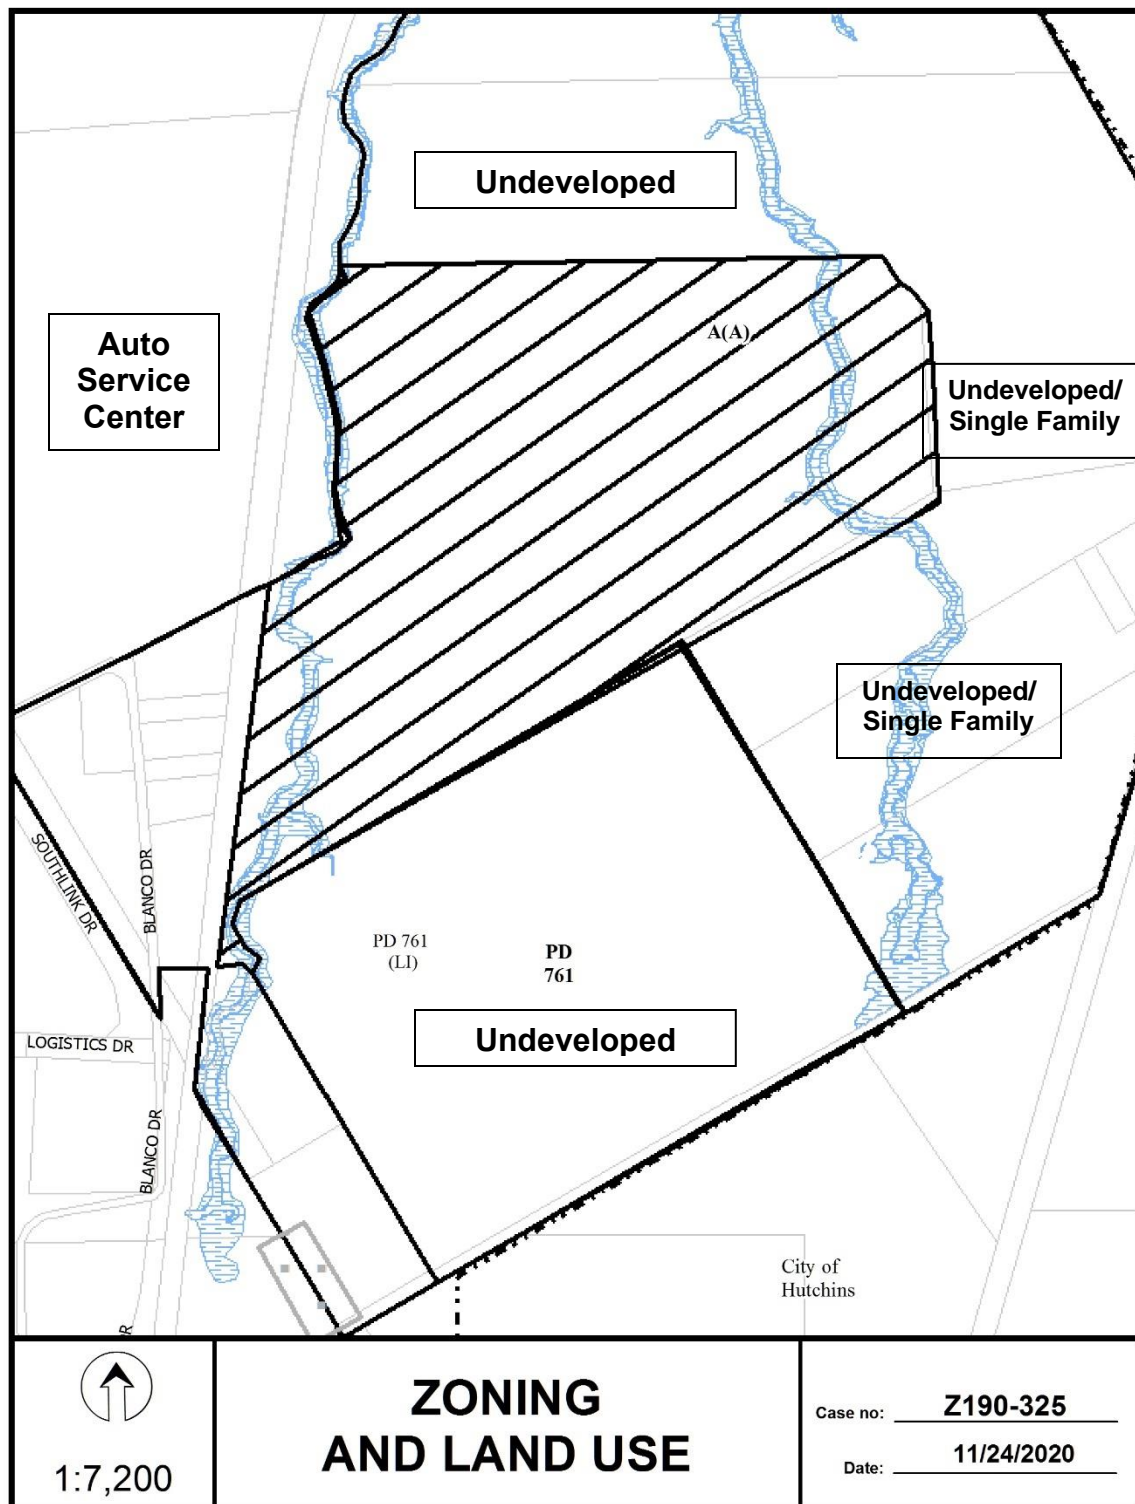 Undeveloped
A(A)
Auto
Service
Center
Undeveloped/
Single Family
Undeveloped/
Single Family
SOUTHLINK DR
BLANCO DR
PD 761
(LI)
PD
761
Undeveloped
LOGISTICS DR
BLANCO DR
City of
Hutchins
DR
1:7,200
ZONING
AND LAND USE
Case no: Z190-325
Date: 11/24/2020